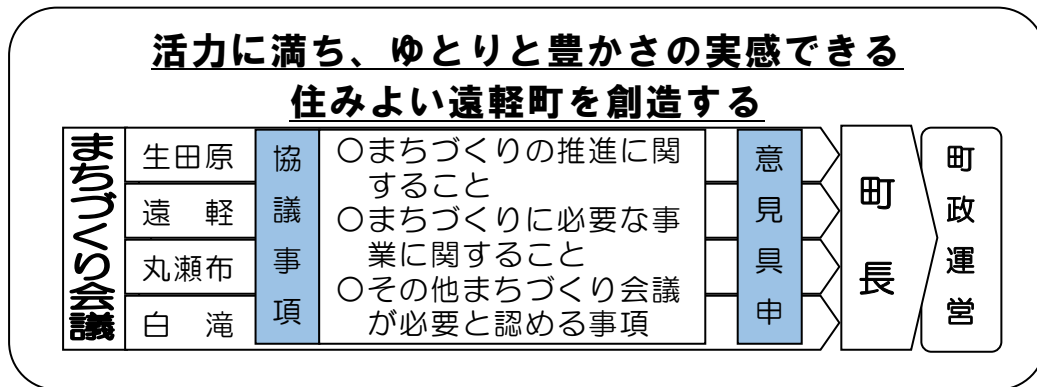 活力に満ち、ゆとりと豊かさの実感できる
住みよい遠軽町を創造する
まちづくり会議
生田原
遠　軽
丸瀬布
白　滝
協議事項
○まちづくりの推進に関
すること
○まちづくりに必要な事
業に関すること
○その他まちづくり会議
が必要と認める事項
意見具申
町長
町政運営